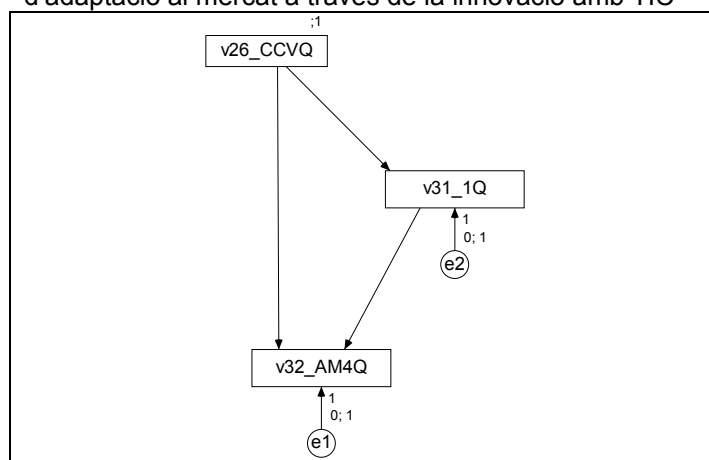 d'adaptació al mercat a través de la innovació amb TIC
;1
v26_CCVQ
v31_1Q
1
0; 1
e2
v32_AM4Q
1
0; 1
e1